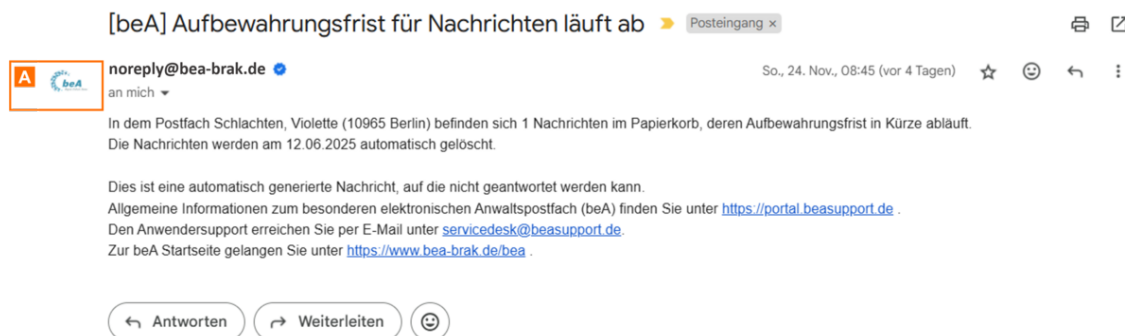 [beA] Aufbewahrungsfrist für Nachrichten läuft ab Posteingang ×
A beA
noreply@bea-brak.de So., 24. Nov., 08:45 (vor 4 Tagen)
an mich
In dem Postfach Schlachten, Violette (10965 Berlin) befinden sich 1 Nachrichten im Papierkorb, deren Aufbewahrungsfrist in Kürze abläuft.
Die Nachrichten werden am 12.06.2025 automatisch gelöscht.
Dies ist eine automatisch generierte Nachricht, auf die nicht geantwortet werden kann.
Allgemeine Informationen zum besonderen elektronischen Anwaltspostfach (beA) finden Sie unter https://portal.beasupport.de .
Den Anwendersupport erreichen Sie per E-Mail unter servicedesk@beasupport.de.
Zur beA Startseite gelangen Sie unter https://www.bea-brak.de/bea .
Antworten Weiterleiten